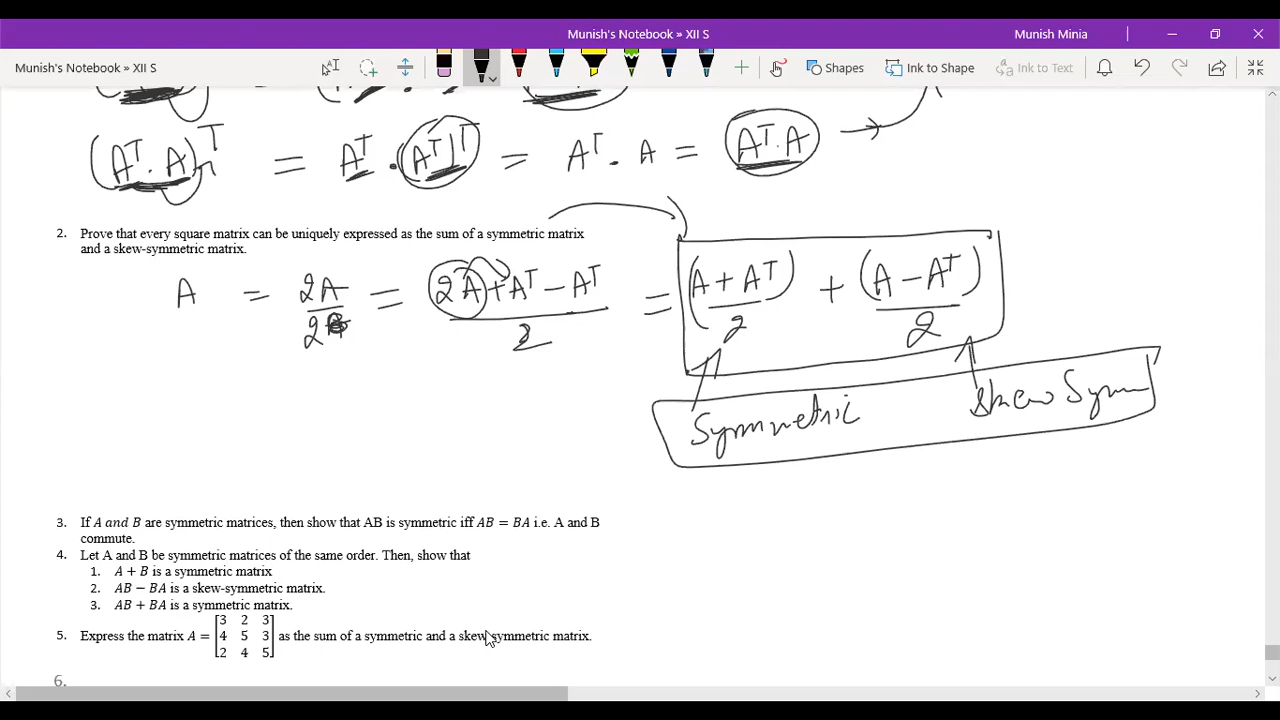 Munish's Notebook » XII S
Munish Minia
Munish's Notebook » XII S
Shapes
Ink to Shape
Ink to Text
(Aᵀ · A)ᵀ = Aᵀ · (Aᵀ)ᵀ = Aᵀ · A = Aᵀ · A
2. Prove that every square matrix can be uniquely expressed as the sum of a symmetric matrix
and a skew-symmetric matrix.
A = 2A/2 = (2A + Aᵀ − Aᵀ)/2 = (A + Aᵀ)/2 + (A − Aᵀ)/2
Symmetric Skew Symm
3. If A and B are symmetric matrices, then show that AB is symmetric iff AB = BA i.e. A and B
commute.
4. Let A and B be symmetric matrices of the same order. Then, show that
1. A + B is a symmetric matrix
2. AB − BA is a skew-symmetric matrix.
3. AB + BA is a symmetric matrix.
5. Express the matrix A = [3 2 3; 4 5 3; 2 4 5] as the sum of a symmetric and a skew-symmetric matrix.
6.